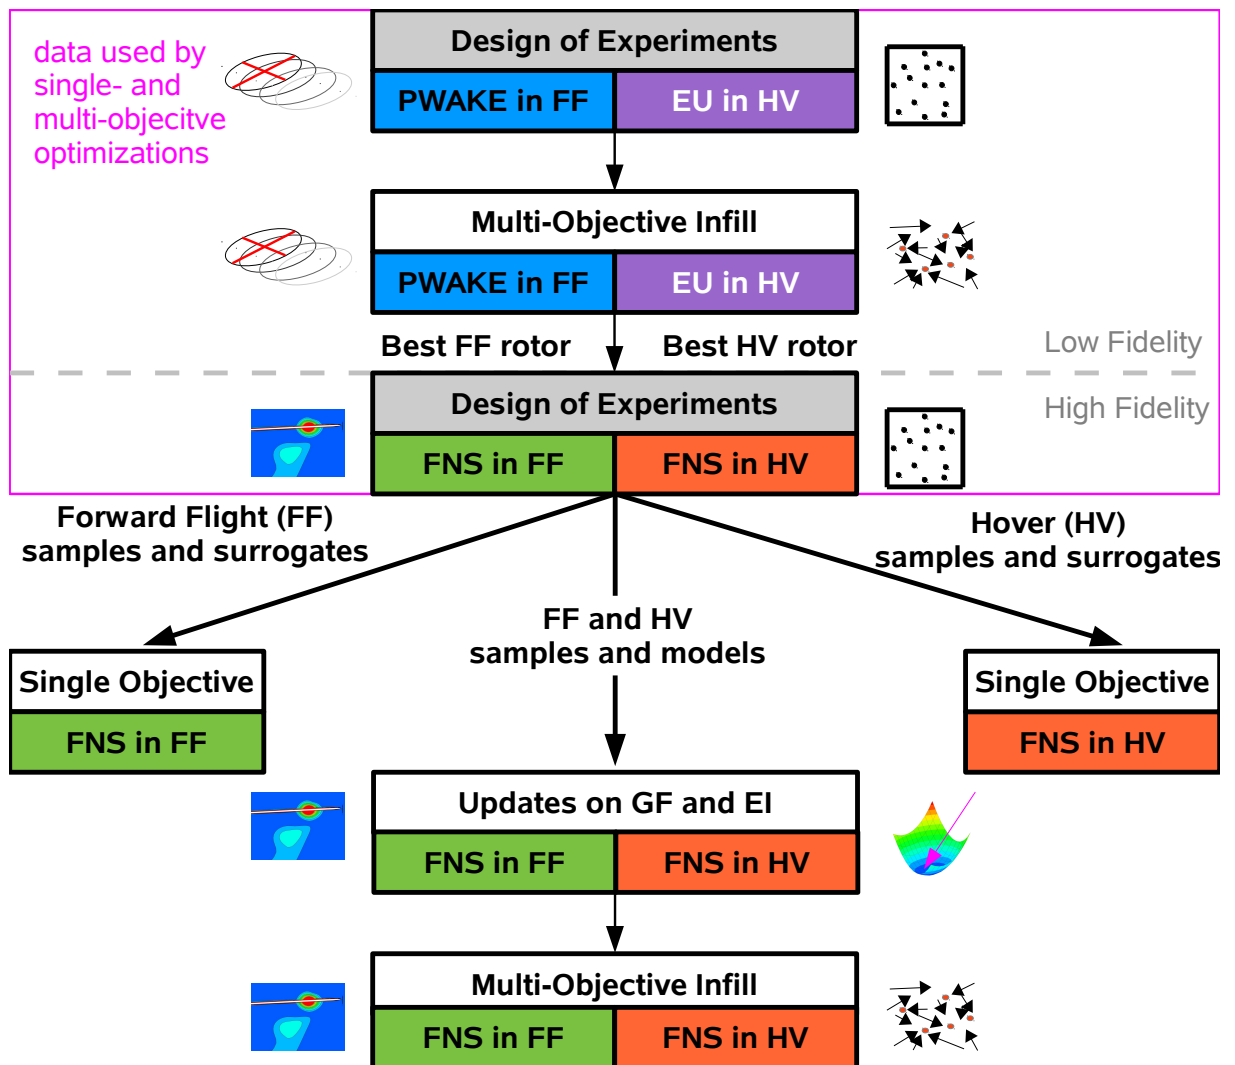 data used by
single- and
multi-objecitve
optimizations
Design of Experiments
PWAKE in FF
EU in HV
Multi-Objective Infill
PWAKE in FF
EU in HV
Best FF rotor
Best HV rotor
Low Fidelity
High Fidelity
Design of Experiments
FNS in FF
FNS in HV
Forward Flight (FF)
samples and surrogates
Hover (HV)
samples and surrogates
FF and HV
samples and models
Single Objective
FNS in FF
Single Objective
FNS in HV
Updates on GF and EI
FNS in FF
FNS in HV
Multi-Objective Infill
FNS in FF
FNS in HV